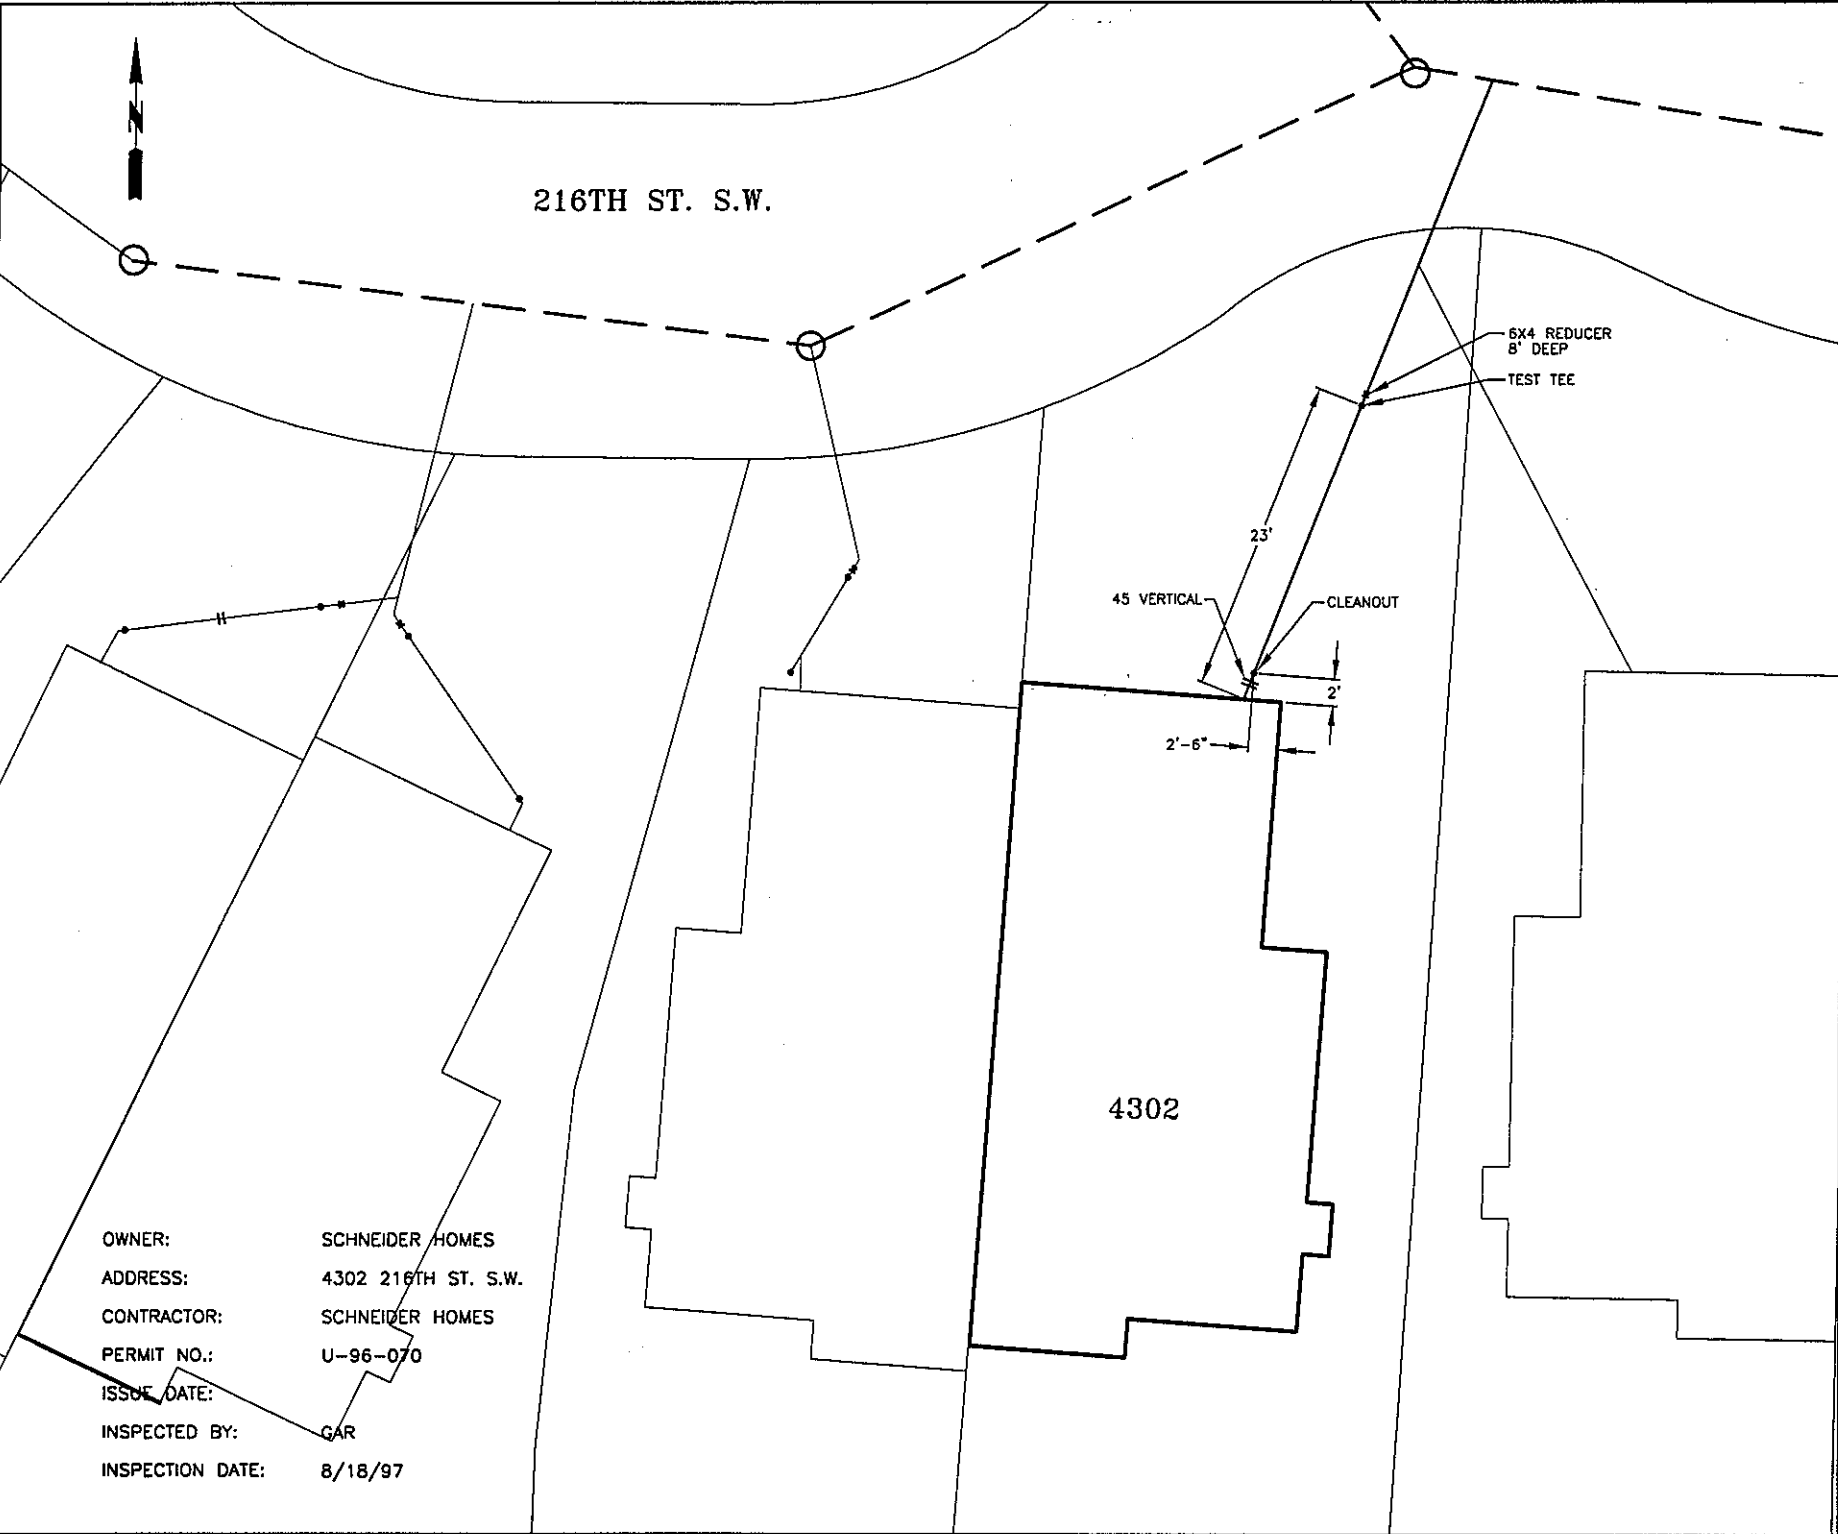 N
216TH ST. S.W.
6X4 REDUCER
8' DEEP
TEST TEE
23'
45 VERTICAL
CLEANOUT
2'
2'-6"
4302
OWNER: SCHNEIDER HOMES
ADDRESS: 4302 216TH ST. S.W.
CONTRACTOR: SCHNEIDER HOMES
PERMIT NO.: U-96-070
ISSUE DATE:
INSPECTED BY: GAR
INSPECTION DATE: 8/18/97